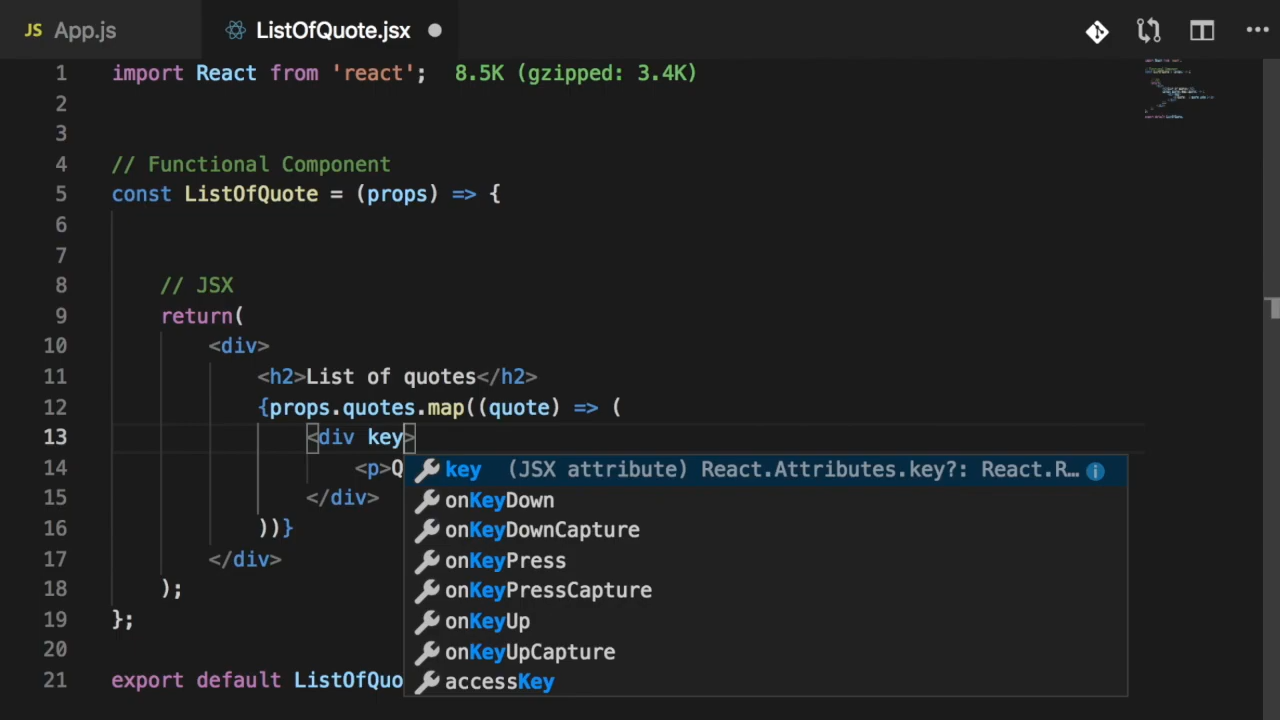 JS App.js ListOfQuote.jsx
1 import React from 'react'; 8.5K (gzipped: 3.4K)
2
3
4 // Functional Component
5 const ListOfQuote = (props) => {
6
7
8 // JSX
9 return(
10 <div>
11 <h2>List of quotes</h2>
12 {props.quotes.map((quote) => (
13 <div key>
14 <p>Q
key (JSX attribute) React.Attributes.key?: React.R…
15 </div>
onKeyDown
16 ))}
onKeyDownCapture
17 </div>
onKeyPress
18 );
onKeyPressCapture
19 };
onKeyUp
20
onKeyUpCapture
21 export default ListOfQuo
accessKey